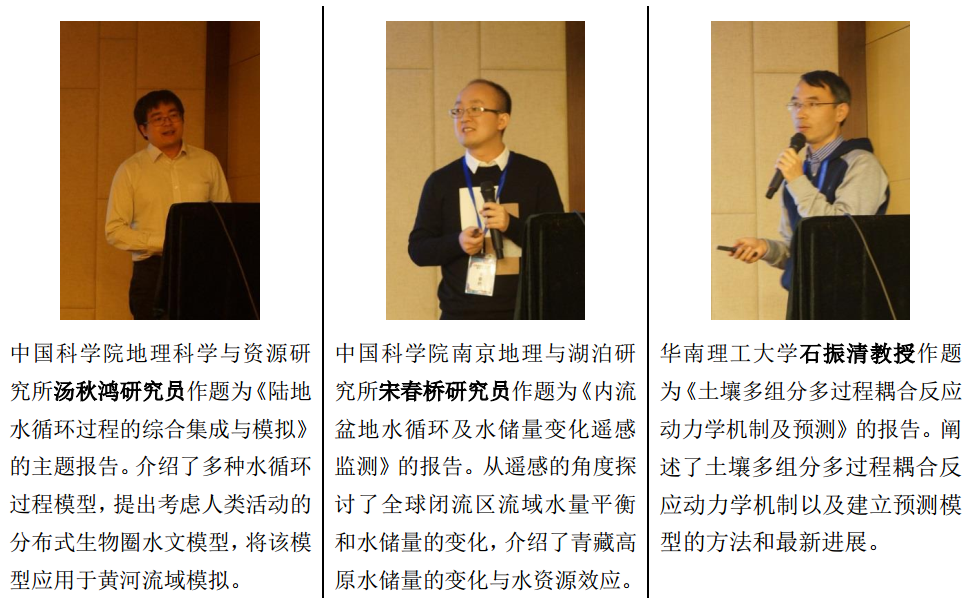 中国科学院地理科学与资源研
究所汤秋鸿研究员作题为《陆地
水循环过程的综合集成与模拟》
的主题报告。介绍了多种水循环
过程模型，提出考虑人类活动的
分布式生物圈水文模型，将该模
型应用于黄河流域模拟。
中国科学院南京地理与湖泊研
究所宋春桥研究员作题为《内流
盆地水循环及水储量变化遥感
监测》的报告。从遥感的角度探
讨了全球闭流区流域水量平衡
和水储量的变化，介绍了青藏高
原水储量的变化与水资源效应。
华南理工大学石振清教授作题
为《土壤多组分多过程耦合反应
动力学机制及预测》的报告。阐
述了土壤多组分多过程耦合反
应动力学机制以及建立预测模
型的方法和最新进展。